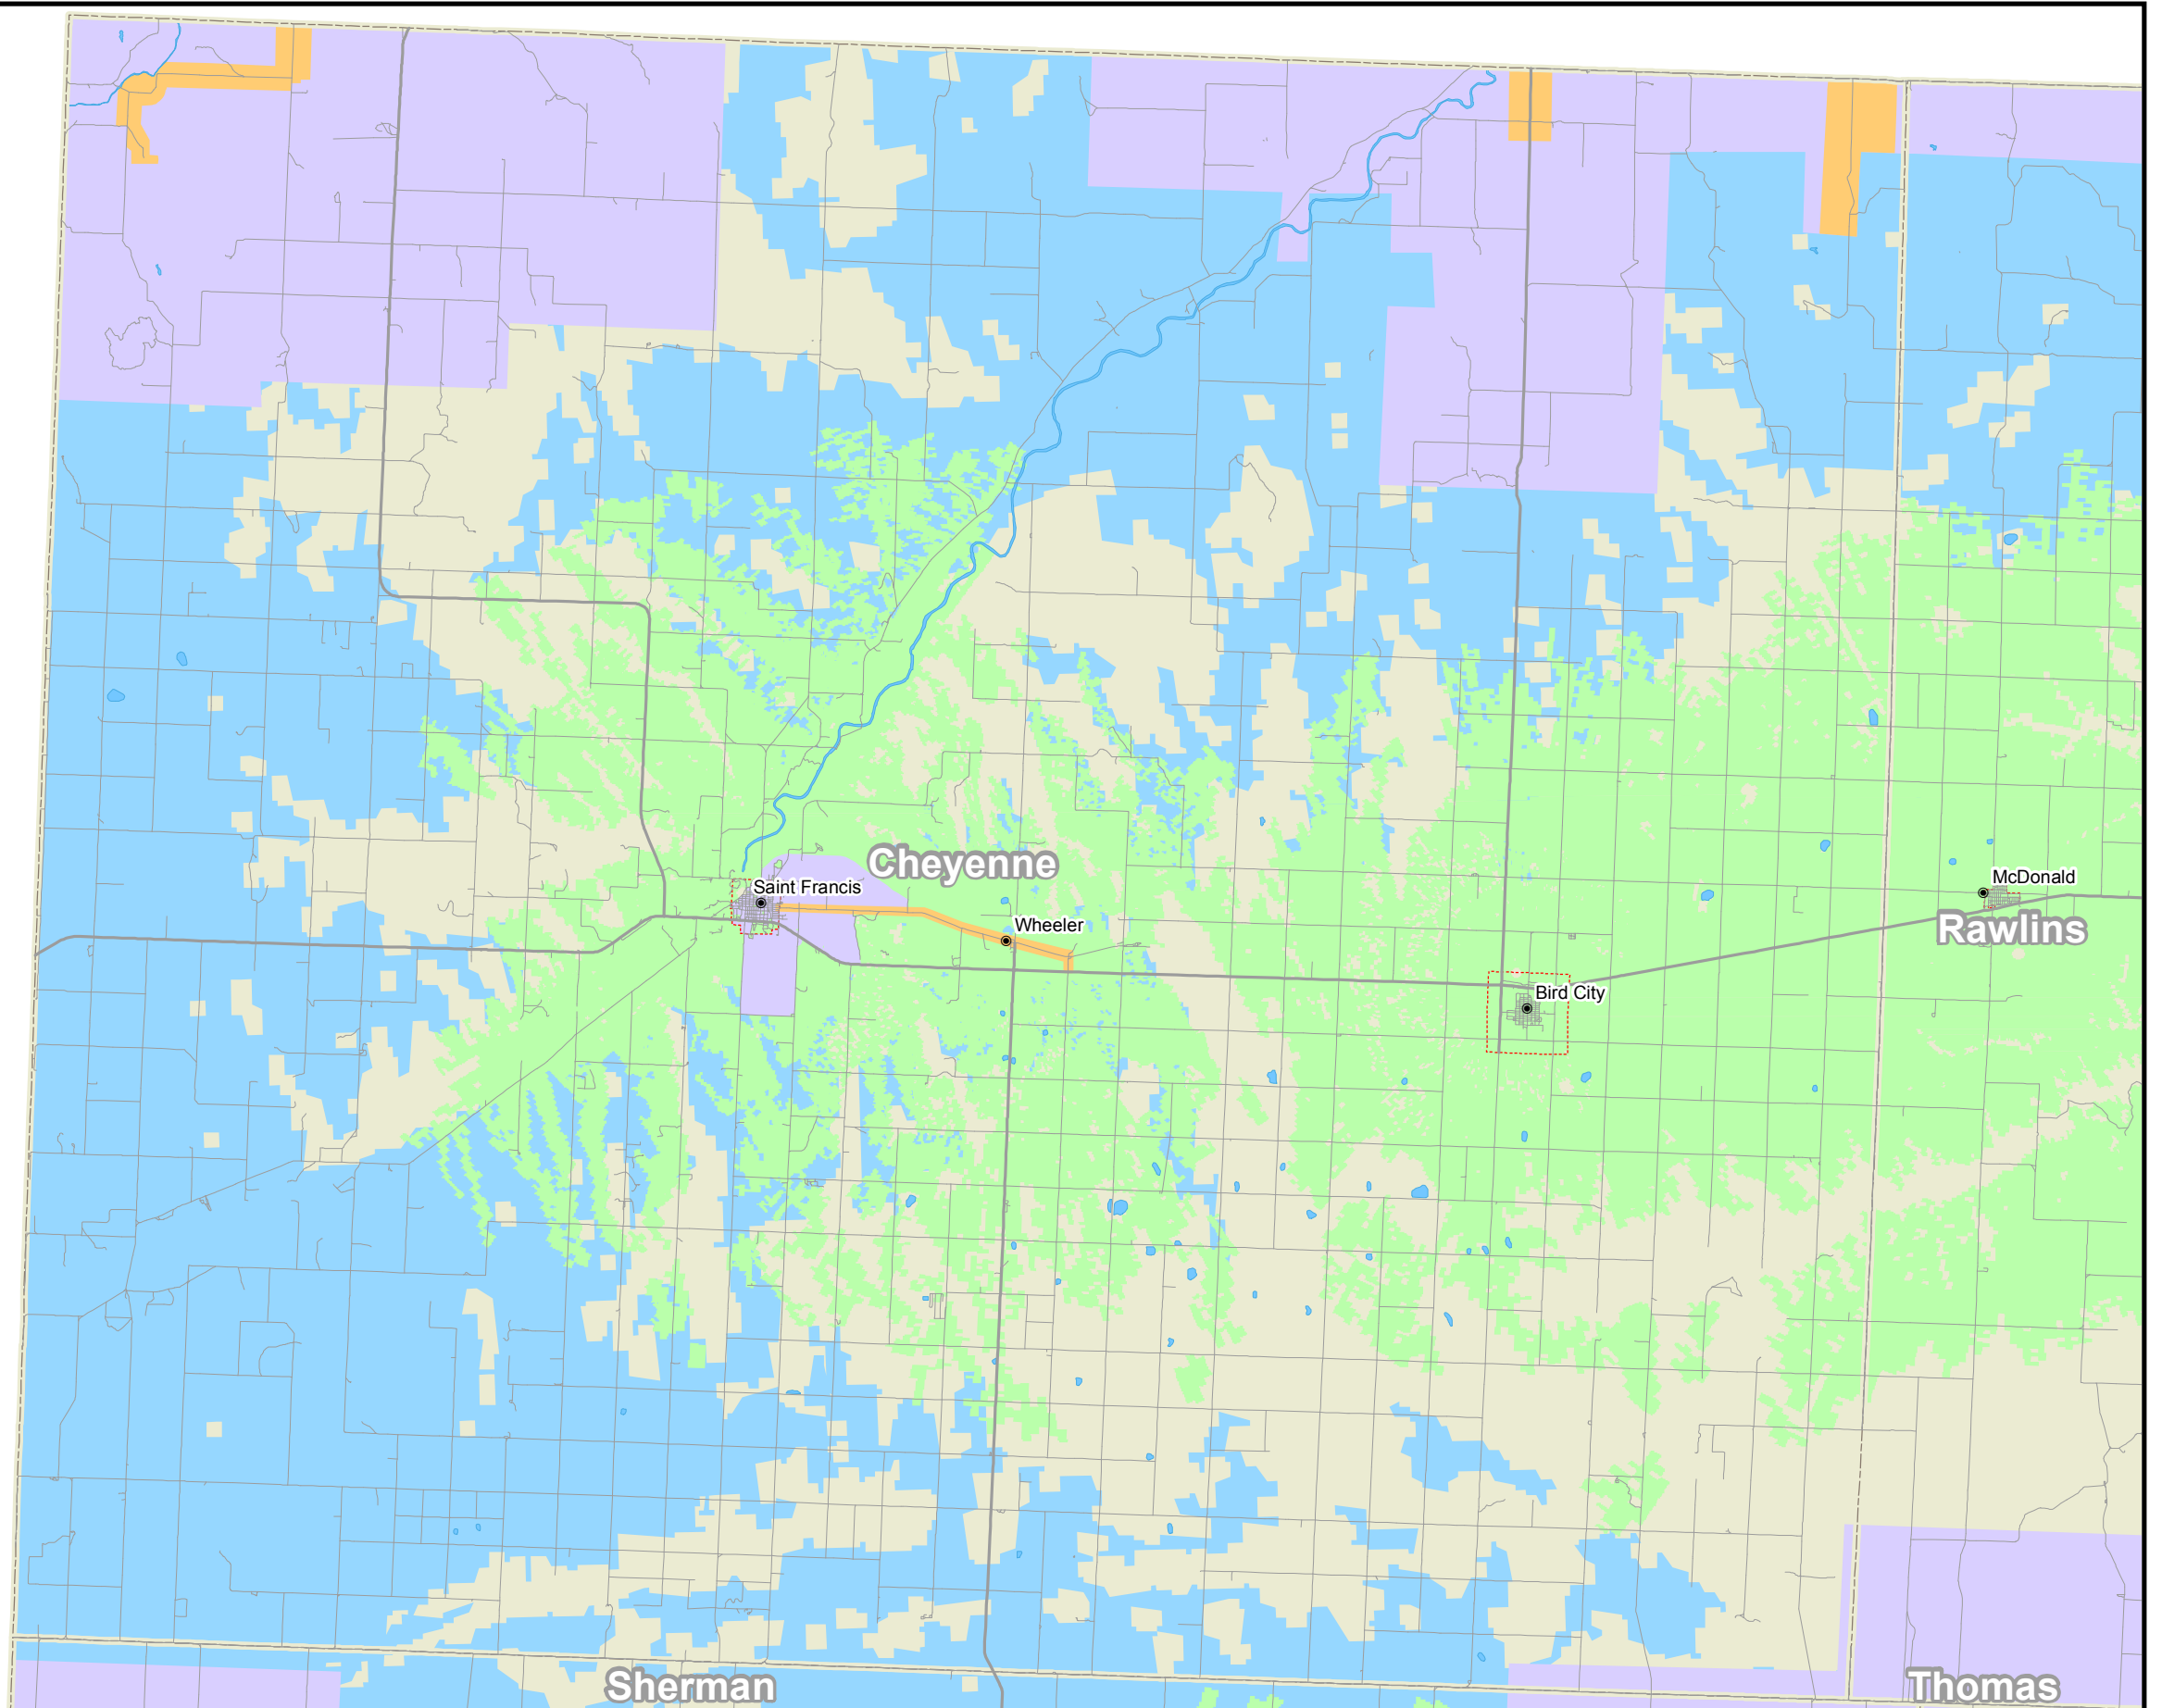 Cheyenne
Saint Francis
McDonald
Wheeler
Rawlins
Bird City
Sherman
Thomas